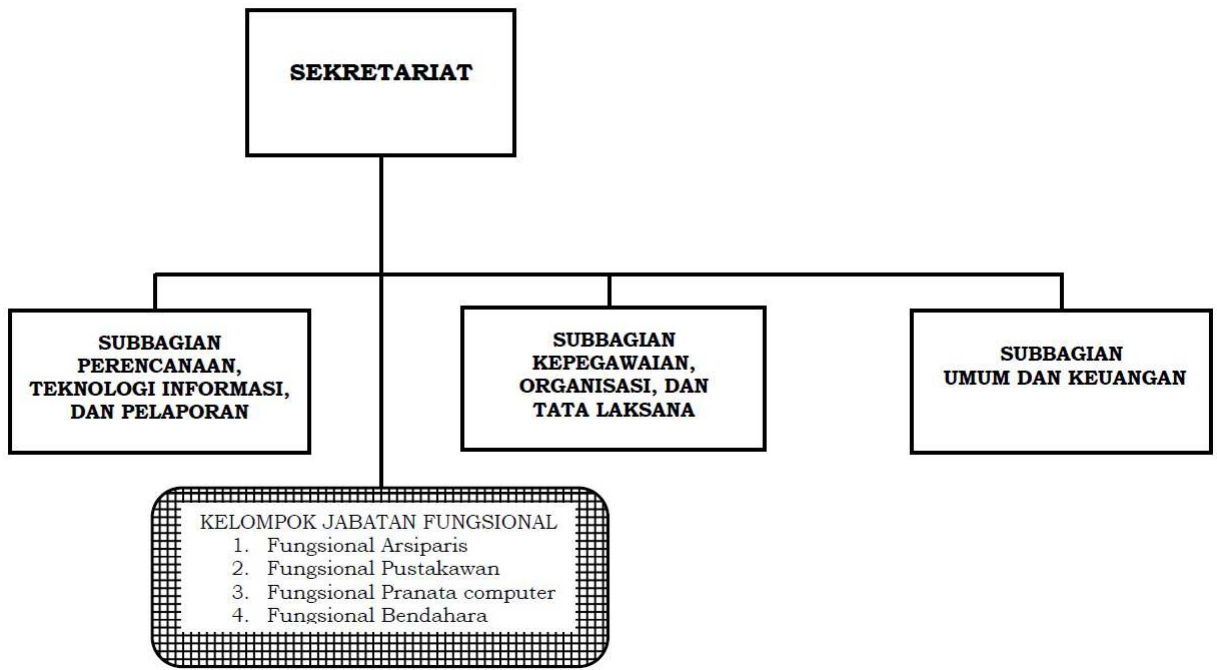 SEKRETARIAT
SUBBAGIAN
PERENCANAAN,
TEKNOLOGI INFORMASI,
DAN PELAPORAN
SUBBAGIAN
KEPEGAWAIAN,
ORGANISASI, DAN
TATA LAKSANA
SUBBAGIAN
UMUM DAN KEUANGAN
KELOMPOK JABATAN FUNGSIONAL
1. Fungsional Arsiparis
2. Fungsional Pustakawan
3. Fungsional Pranata computer
4. Fungsional Bendahara